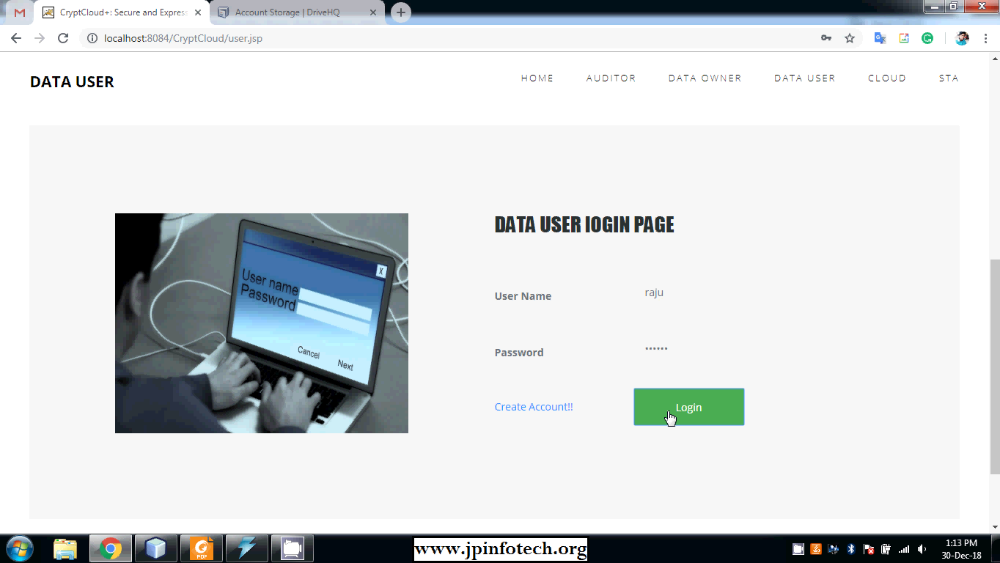 CryptCloud+: Secure and Express
Account Storage | DriveHQ
localhost:8084/CryptCloud/user.jsp
DATA USER
HOME AUDITOR DATA OWNER DATA USER CLOUD STA
DATA USER lOGIN PAGE
User name
Password
X
Cancel
Next
User Name raju
Password ••••••
Create Account!! Login
PDF
www.jpinfotech.org
1:13 PM
30-Dec-18